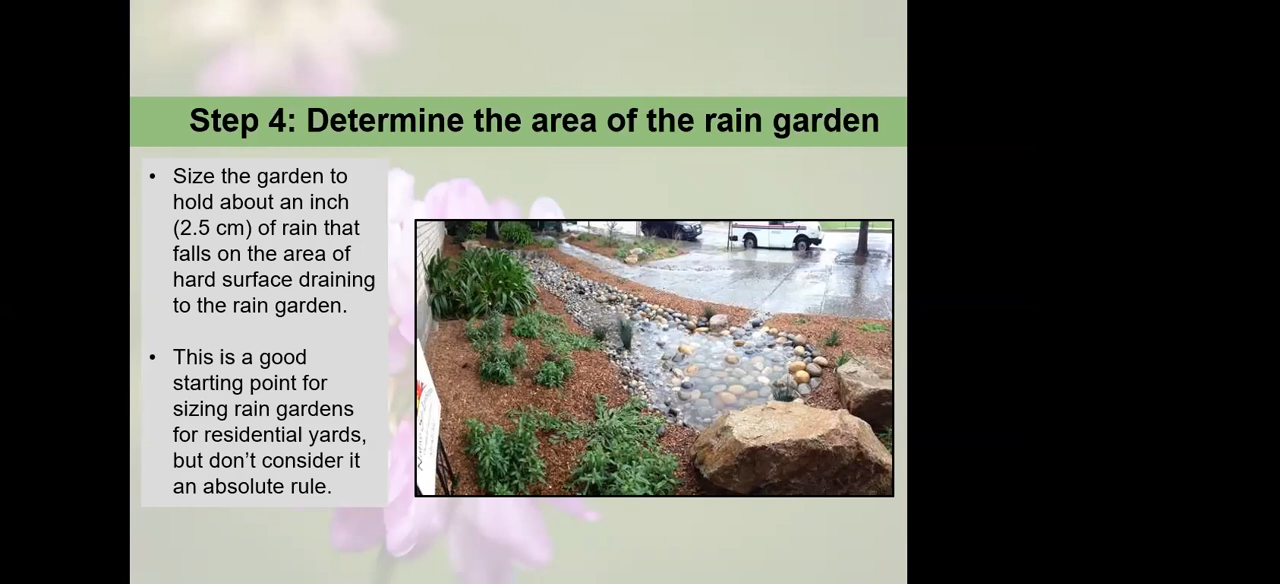 Step 4: Determine the area of the rain garden
• Size the garden to
hold about an inch
(2.5 cm) of rain that
falls on the area of
hard surface draining
to the rain garden.
• This is a good
starting point for
sizing rain gardens
for residential yards,
but don’t consider it
an absolute rule.